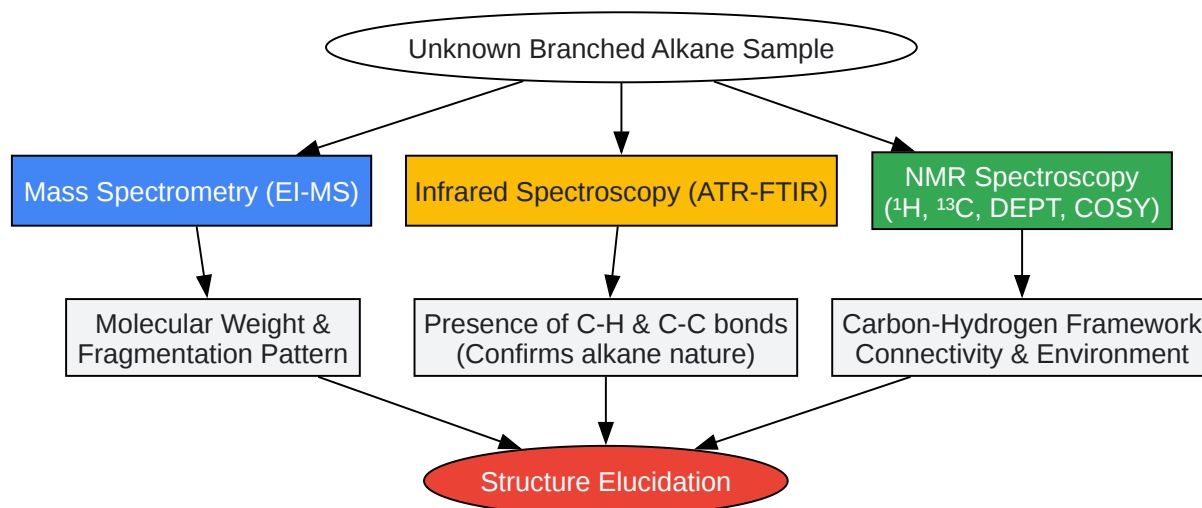 Unknown Branched Alkane Sample
Mass Spectrometry (EI-MS)
Infrared Spectroscopy (ATR-FTIR)
NMR Spectroscopy
(¹H, ¹³C, DEPT, COSY)
Molecular Weight &
Fragmentation Pattern
Presence of C-H & C-C bonds
(Confirms alkane nature)
Carbon-Hydrogen Framework
Connectivity & Environment
Structure Elucidation